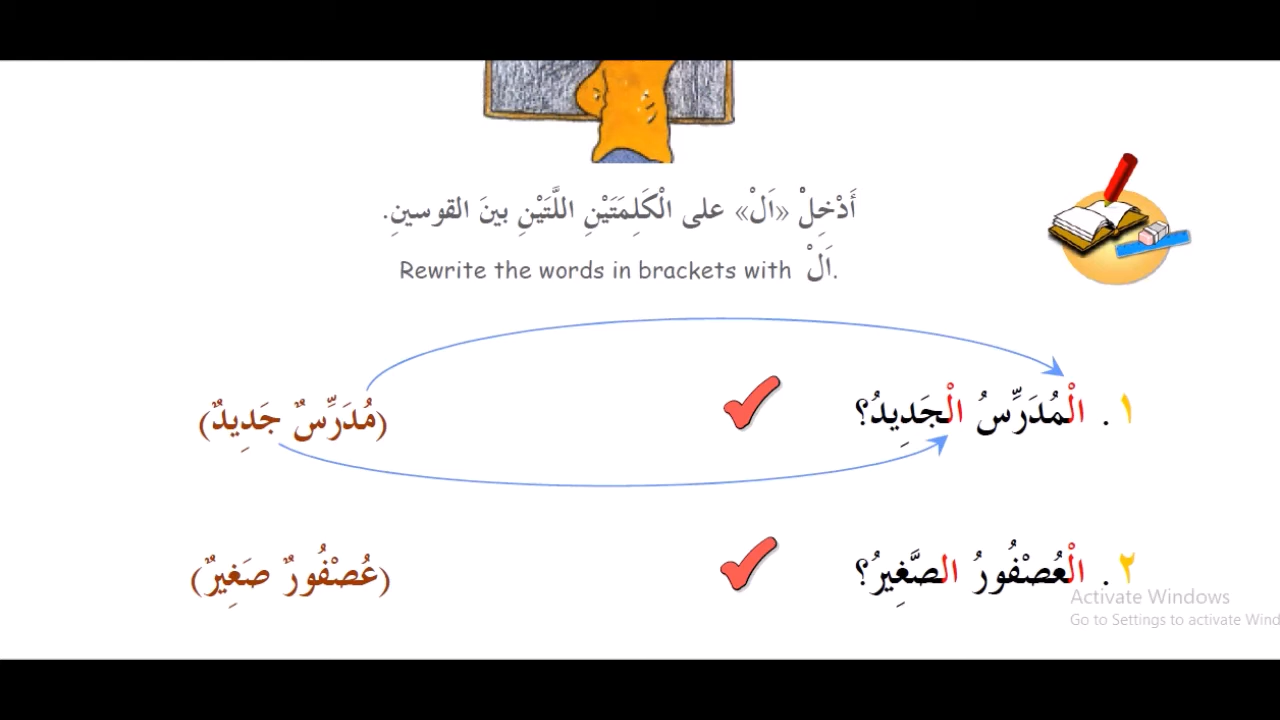 أَدْخِلْ «اَلْ» على الْكَلِمَتَيْنِ اللَّتَيْنِ بينَ القوسينِ.
Rewrite the words in brackets with اَلْ.
١. الْمُدَرِّسُ الْجَدِيدُ؟ (مُدَرِّسٌ جَدِيدٌ)
٢. الْعُصْفُورُ الصَّغِيرُ؟ (عُصْفُورٌ صَغِيرٌ)
Activate Windows
Go to Settings to activate Wind